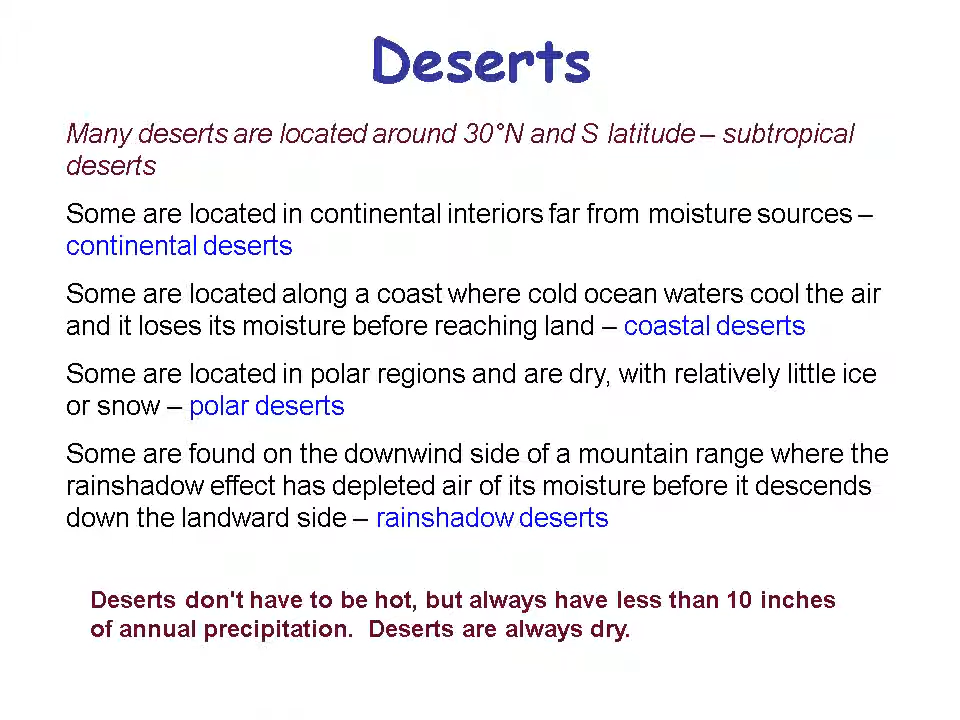 Deserts
Many deserts are located around 30°N and S latitude – subtropical
deserts
Some are located in continental interiors far from moisture sources –
continental deserts
Some are located along a coast where cold ocean waters cool the air
and it loses its moisture before reaching land – coastal deserts
Some are located in polar regions and are dry, with relatively little ice
or snow – polar deserts
Some are found on the downwind side of a mountain range where the
rainshadow effect has depleted air of its moisture before it descends
down the landward side – rainshadow deserts
Deserts don't have to be hot, but always have less than 10 inches
of annual precipitation.  Deserts are always dry.